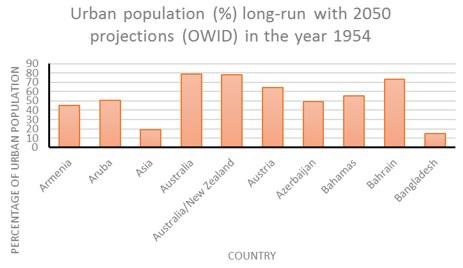 Urban population (%) long-run with 2050
projections (OWID) in the year 1954
PERCENTAGE OF URBAN POPULATION
90
80
70
60
50
40
30
20
10
0
Armenia
Aruba
Asia
Australia
Australia/New Zealand
Austria
Azerbaijan
Bahamas
Bahrain
Bangladesh
COUNTRY